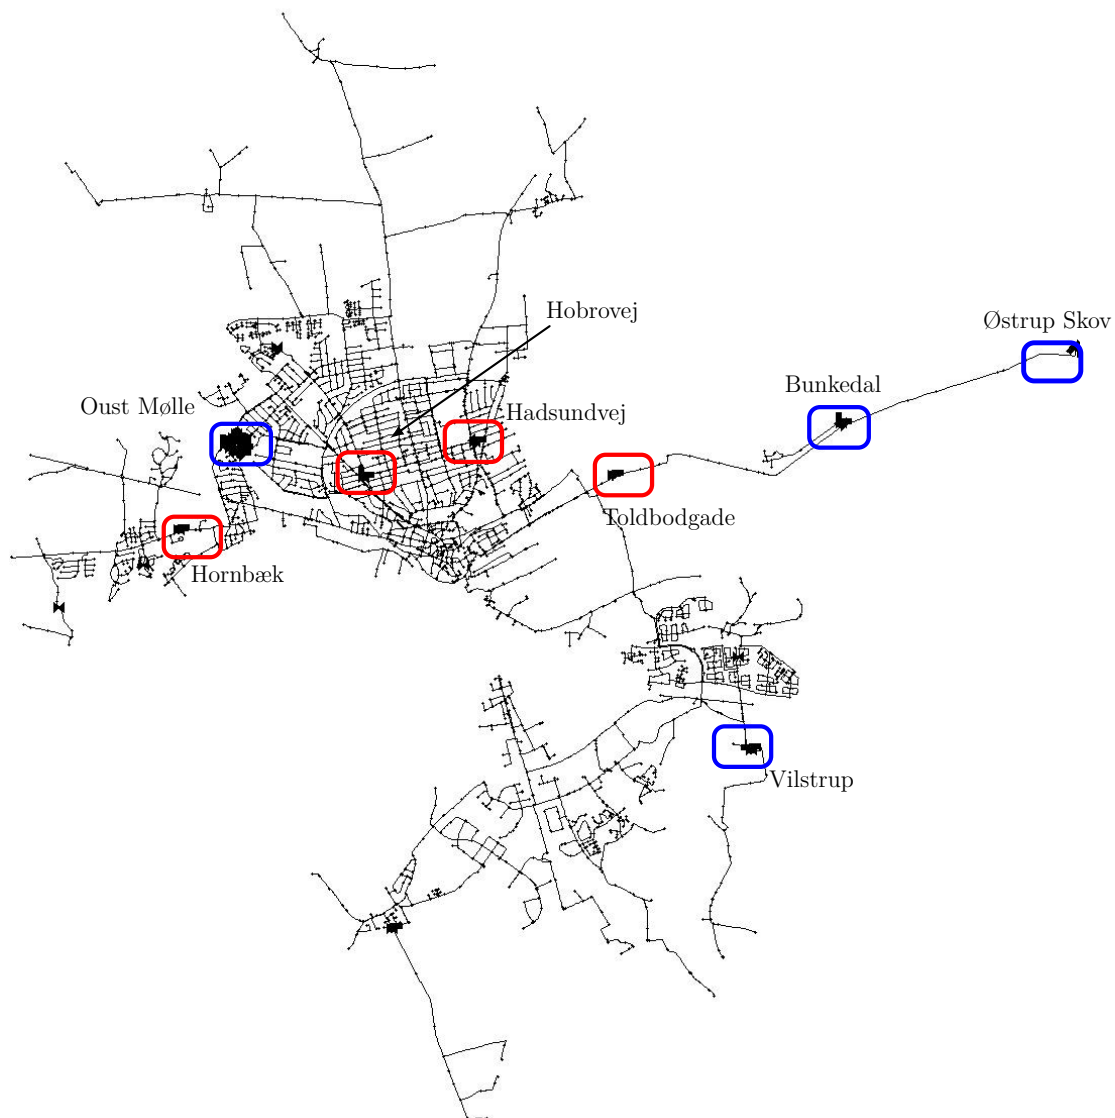 Hobrovej
Østrup Skov
Bunkedal
Oust Mølle
Hadsundvej
Toldbodgade
Hornbæk
Vilstrup